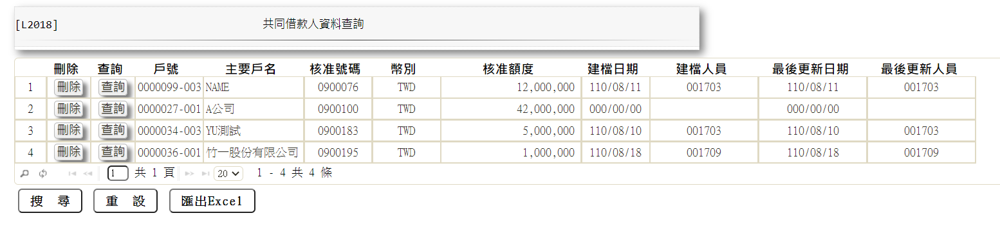 [L2018] 共同借款人資料查詢
刪除 查詢 戶號 主要戶名 核准號碼 幣別 核准額度 建檔日期 建檔人員 最後更新日期 最後更新人員
1 刪除 查詢 0000099-003 NAME 0900076 TWD 12,000,000 110/08/11 001703 110/08/11 001703
2 刪除 查詢 0000027-001 A公司 0900100 TWD 42,000,000 000/00/00 000/00/00
3 刪除 查詢 0000034-003 YU測試 0900183 TWD 5,000,000 110/08/10 001703 110/08/10 001703
4 刪除 查詢 0000036-001 竹一股份有限公司 0900195 TWD 1,000,000 110/08/18 001709 110/08/18 001709
1 共 1 頁 20 1 - 4 共 4 條
搜 尋 重 設 匯出Excel